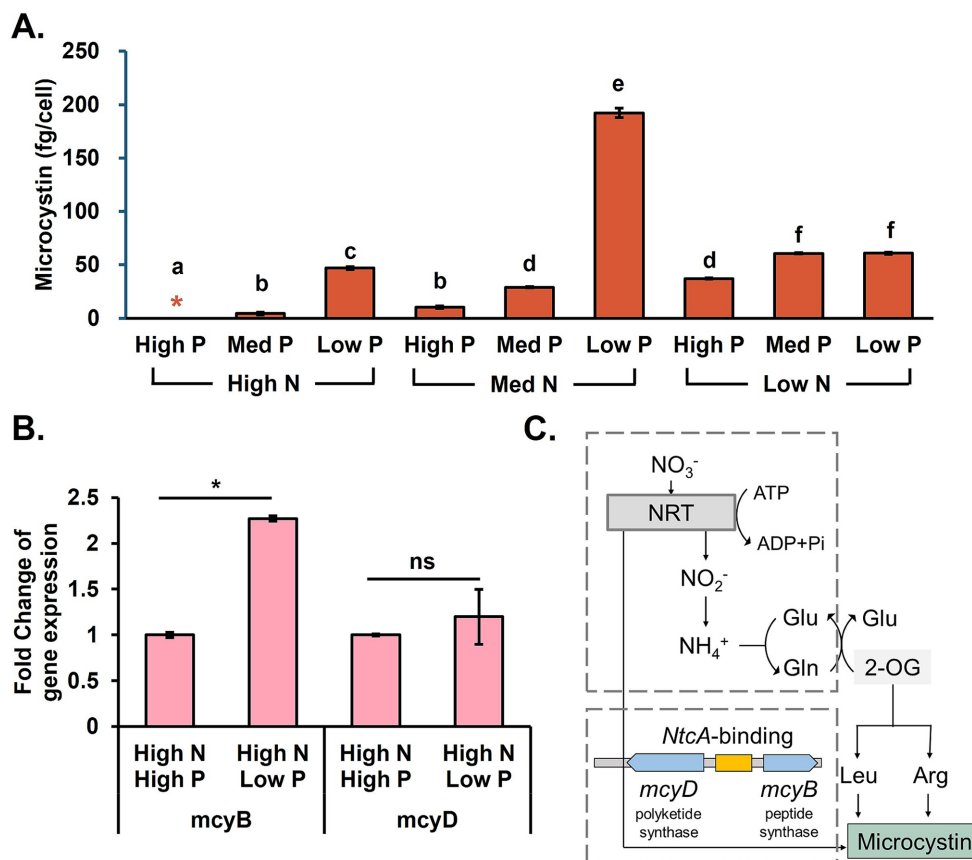 A.
Microcystin (fg/cell)
250
200
150
100
50
0
a
*
b
c
b
d
e
d
f
f
High P Med P Low P High P Med P Low P High P Med P Low P
High N Med N Low N
B.
Fold Change of
gene expression
2.5
2
1.5
1
0.5
0
*
ns
High N High N High N High N
High P Low P High P Low P
mcyB mcyD
C.
NO₃⁻
NRT
ATP
ADP+Pi
NO₂⁻
NH₄⁺
Glu
Gln
Glu
2-OG
NtcA-binding
mcyD mcyB
polyketide peptide
synthase synthase
Leu Arg
Microcystin